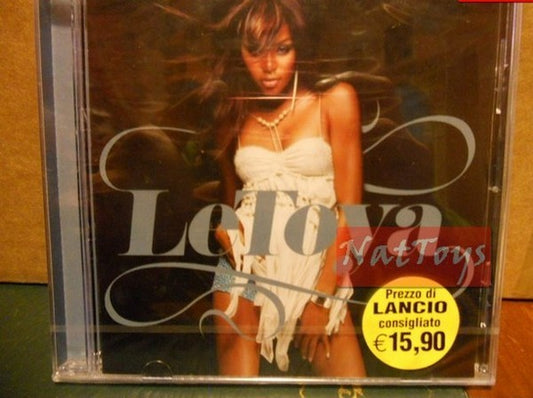 LeToya
NatToys
Prezzo di
LANCIO
consigliato
€15,90